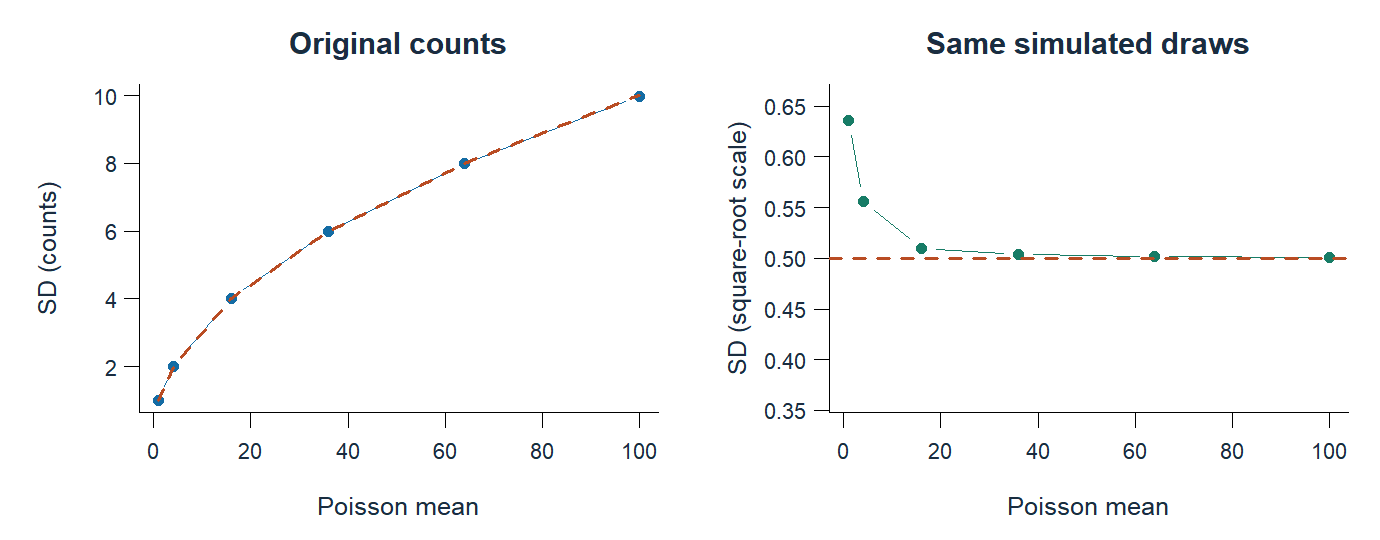 Original counts
SD (counts)
10
8
6
4
2
0 20 40 60 80 100
Poisson mean
Same simulated draws
SD (square-root scale)
0.65
0.60
0.55
0.50
0.45
0.40
0.35
0 20 40 60 80 100
Poisson mean